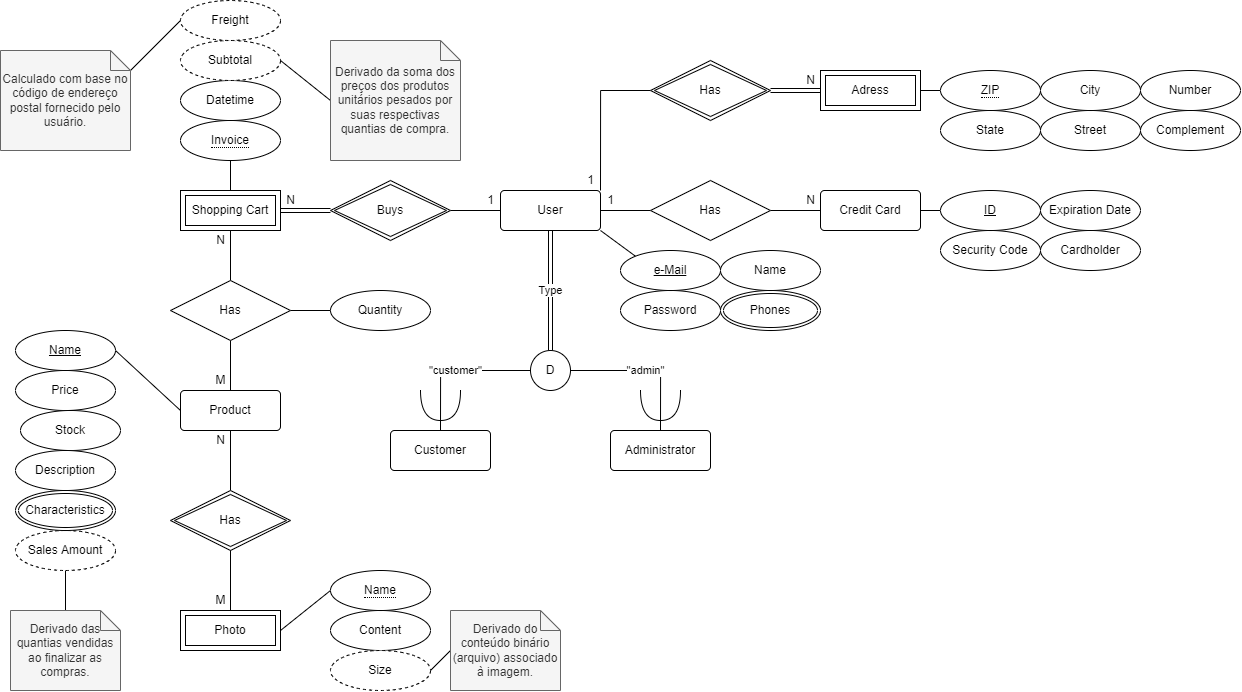 Freight
Subtotal
Datetime
Invoice
Calculado com base no
código de endereço
postal fornecido pelo
usuário.
Derivado da soma dos
preços dos produtos
unitários pesados por
suas respectivas
quantias de compra.
Shopping Cart
N
Buys
1
User
1
1
Has
N
Adress
ZIP
City
Number
State
Street
Complement
Has
N
Credit Card
ID
Expiration Date
Security Code
Cardholder
e-Mail
Name
Password
Phones
Type
D
"customer"
"admin"
Customer
Administrator
N
Has
Quantity
M
Product
N
Name
Price
Stock
Description
Characteristics
Sales Amount
Derivado das
quantias vendidas
ao finalizar as
compras.
Has
M
Photo
Name
Content
Size
Derivado do
conteúdo binário
(arquivo) associado
á imagem.